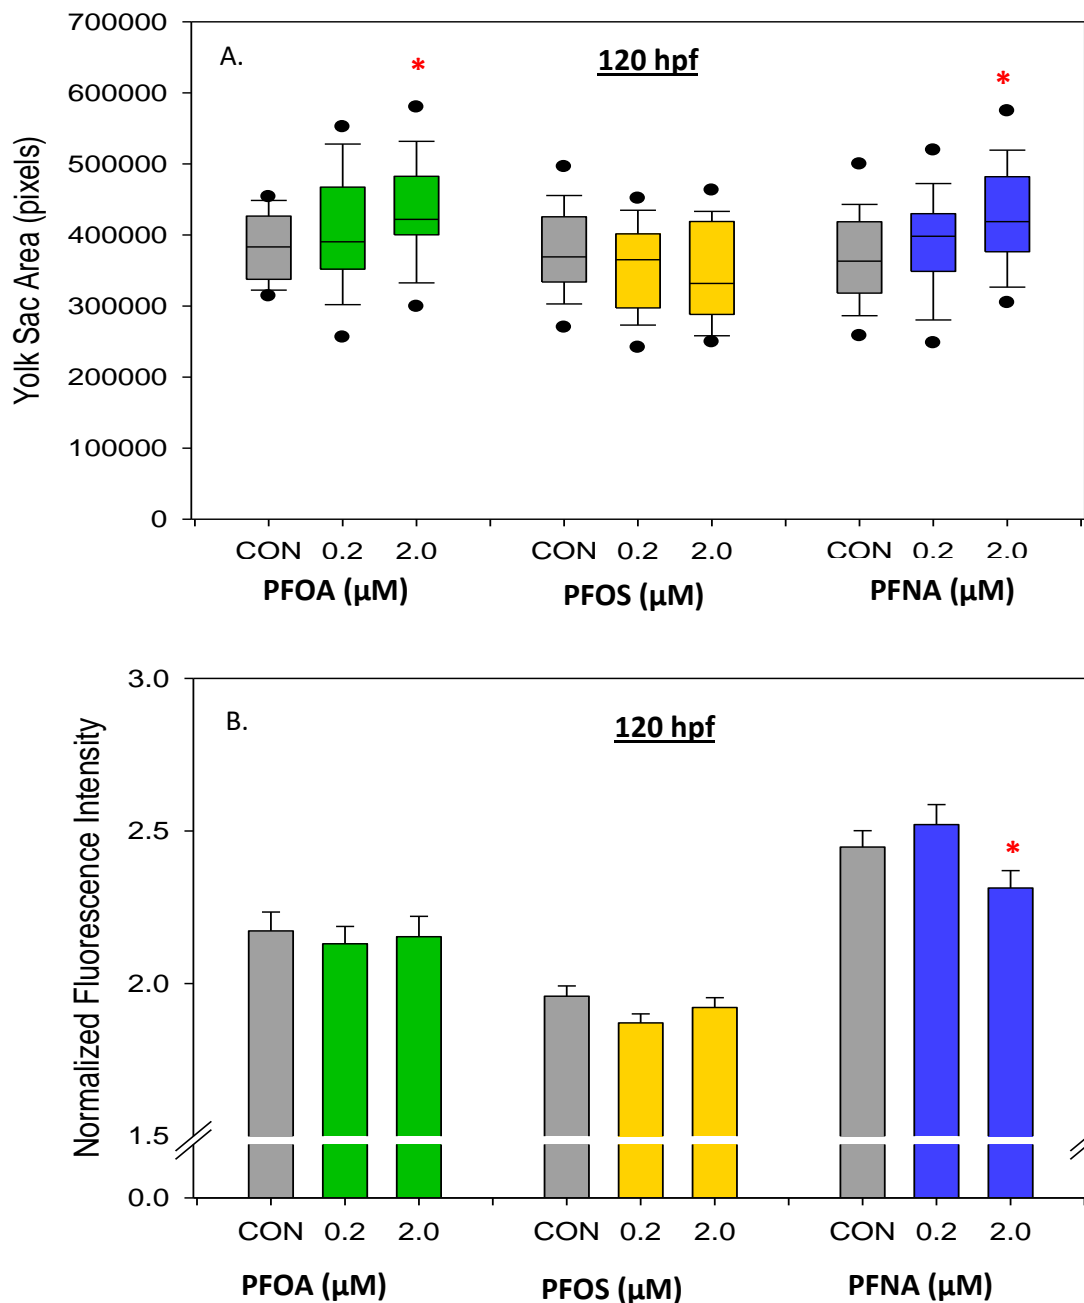 700000
A.
120 hpf
*
*
600000
500000
400000
300000
200000
100000
0
Yolk Sac Area (pixels)
CON 0.2 2.0 CON 0.2 2.0 CON 0.2 2.0
PFOA (µM) PFOS (µM) PFNA (µM)
3.0
B.
120 hpf
2.5
*
2.0
1.5
0.0
Normalized Fluorescence Intensity
CON 0.2 2.0 CON 0.2 2.0 CON 0.2 2.0
PFOA (µM) PFOS (µM) PFNA (µM)